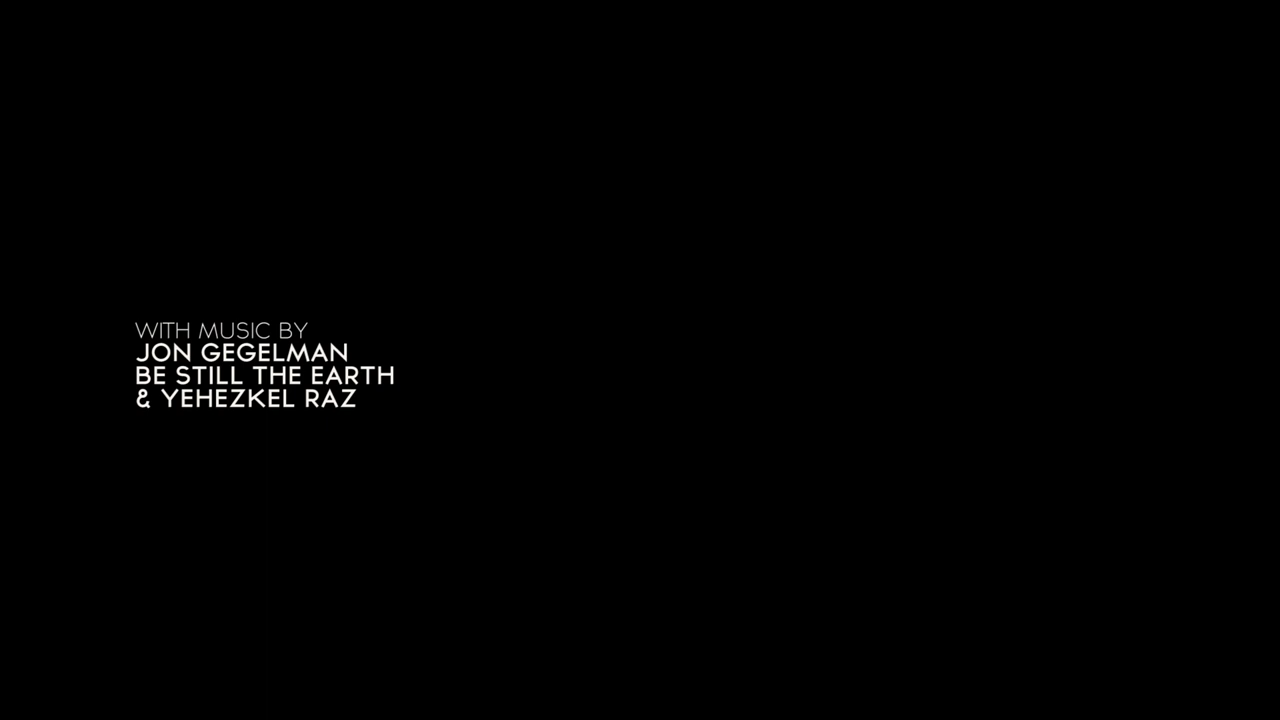 WITH MUSIC BY
JON GEGELMAN
BE STILL THE EARTH
& YEHEZKEL RAZ